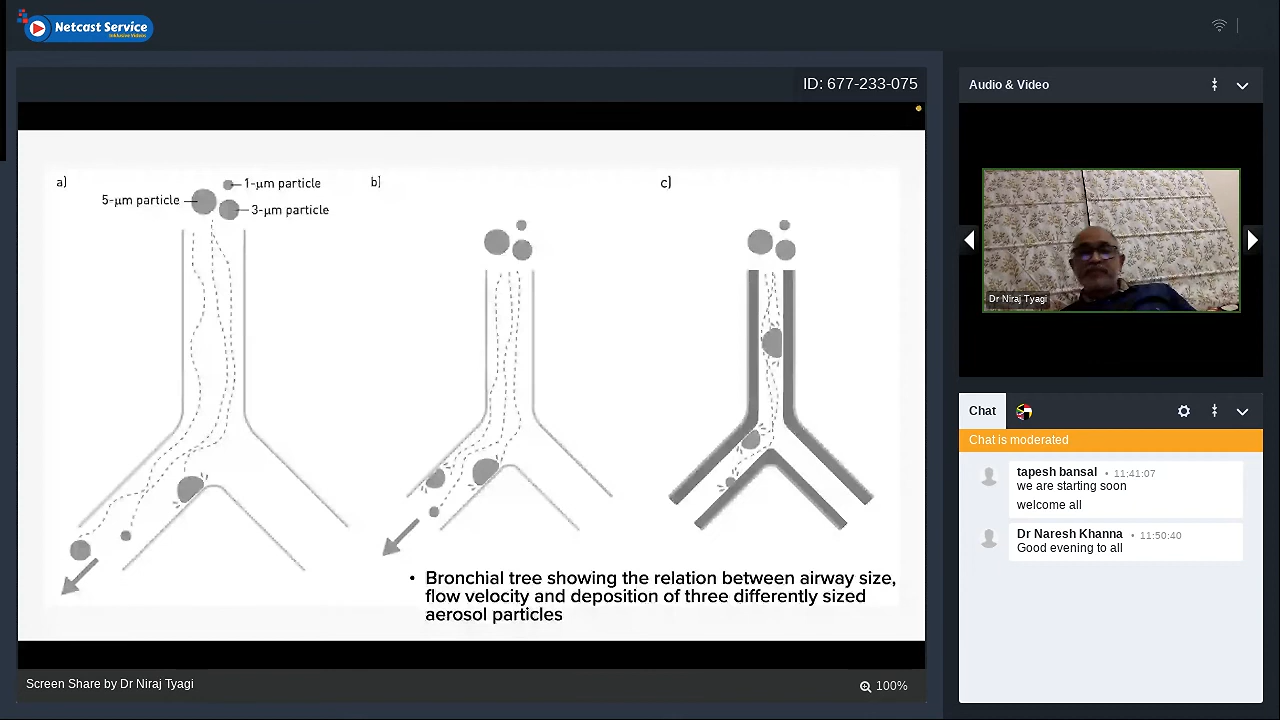 Netcast Service
Inklusive Videos
ID: 677-233-075
a)
5-µm particle
1-µm particle
3-µm particle
b)
c)
• Bronchial tree showing the relation between airway size,
flow velocity and deposition of three differently sized
aerosol particles
Screen Share by Dr Niraj Tyagi
100%
Audio & Video
Dr Niraj Tyagi
Chat
Chat is moderated
tapesh bansal • 11:41:07
we are starting soon
welcome all
Dr Naresh Khanna • 11:50:40
Good evening to all